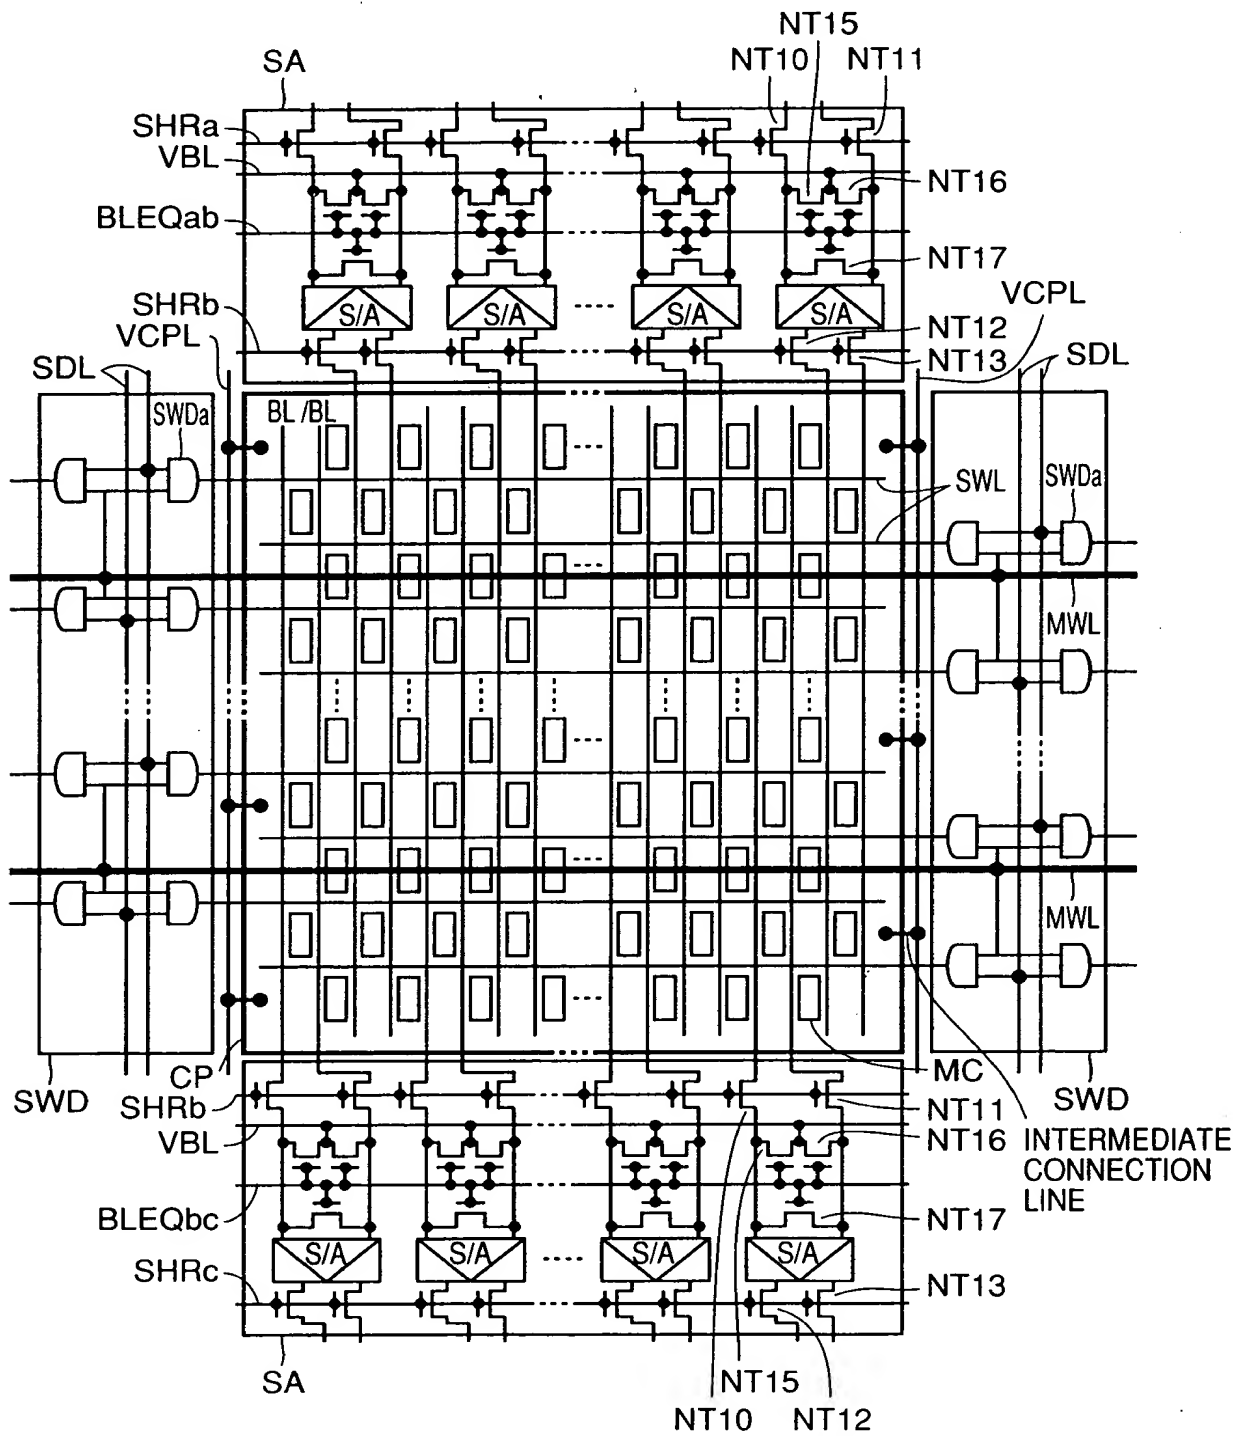 NT15
SA
NT10
NT11
SHRa
VBL
NT16
BLEQab
NT17
SHRb
VCPL
S/A
S/A
S/A
S/A
NT12
VCPL
NT13
SDL
SDL
SWDa
BL /BL
SWL
SWDa
MWL
MWL
CP
MC
SWD
SHRb
NT11
SWD
VBL
NT16
INTERMEDIATE
CONNECTION
LINE
BLEQbc
NT17
S/A
S/A
S/A
S/A
SHRc
NT13
SA
NT15
NT10
NT12